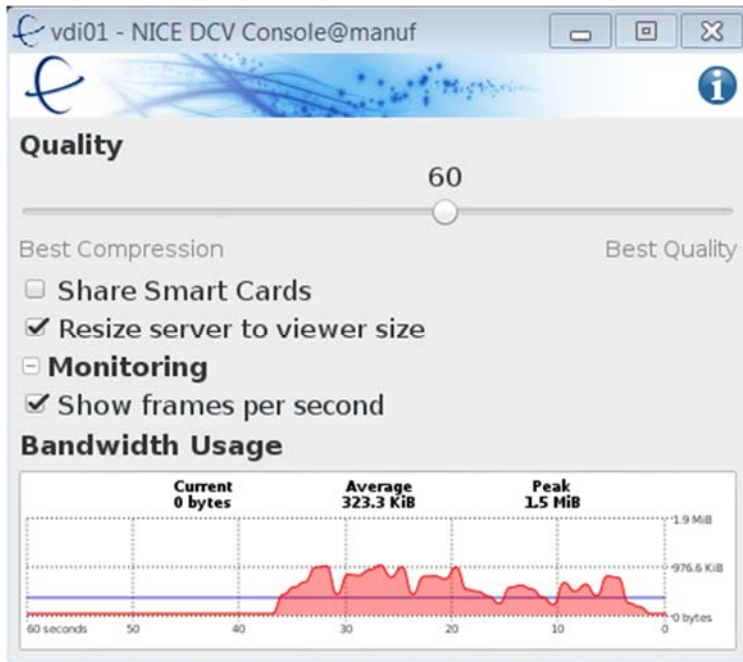 vdi01 - NICE DCV Console@manuf
Quality
60
Best Compression Best Quality
Share Smart Cards
Resize server to viewer size
Monitoring
Show frames per second
Bandwidth Usage
Current Average Peak
0 bytes 323.3 KiB 1.5 MiB
1.9 MiB
976.6 KiB
0 bytes
60 seconds 50 40 30 20 10 0